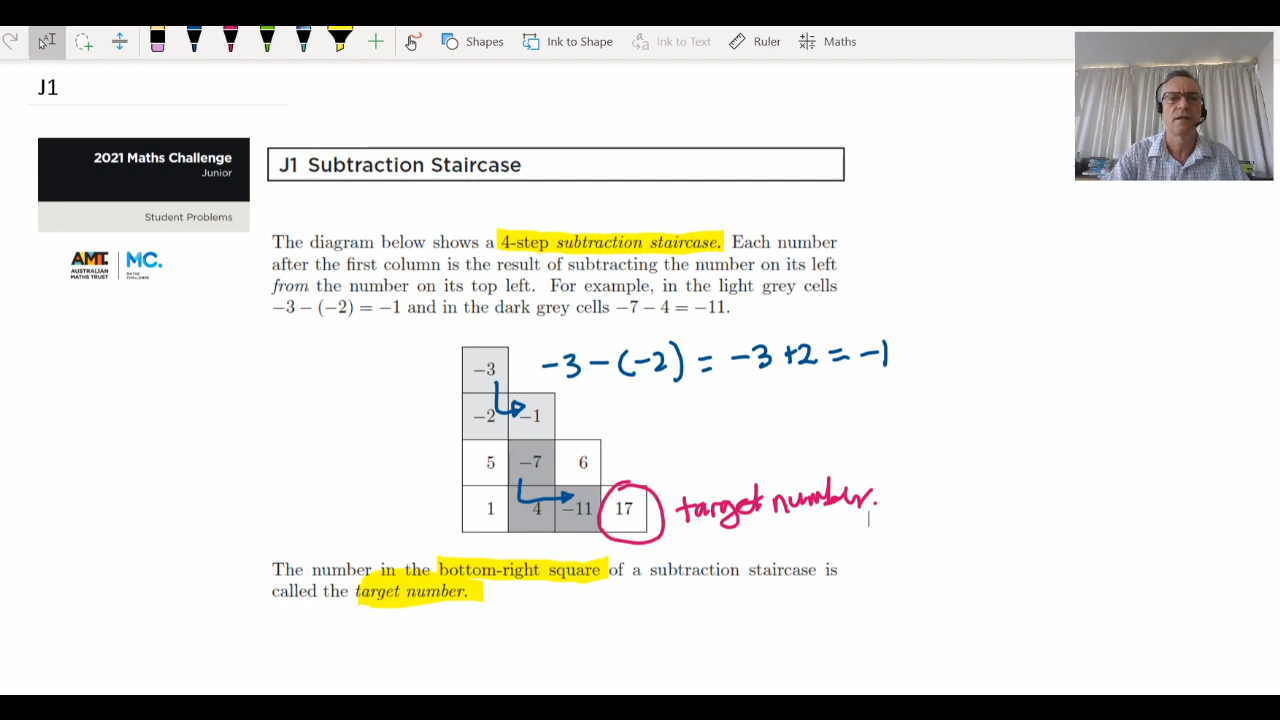 Shapes
Ink to Shape
Ink to Text
Ruler
Maths
J1
2021 Maths Challenge
Junior
Student Problems
AMT.
AUSTRALIAN
MATHS TRUST
MC.
MATHS
CHALLENGE
J1 Subtraction Staircase
The diagram below shows a 4-step subtraction staircase. Each number
after the first column is the result of subtracting the number on its left
from the number on its top left. For example, in the light grey cells
−3 − (−2) = −1 and in the dark grey cells −7 − 4 = −11.
−3
-3 - (-2) = -3 +2 = -1
−2 −1
5 −7 6
1 4 −11 17
target number.
The number in the bottom-right square of a subtraction staircase is
called the target number.